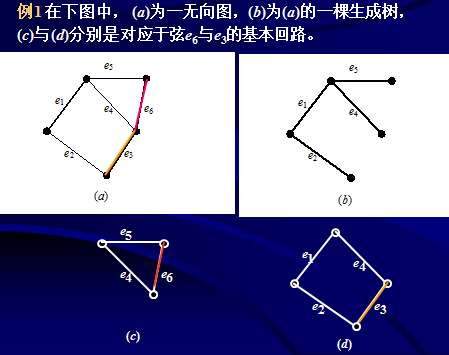 例1在下图中， (a)为一无向图，(b)为(a)的一棵生成树，
(c)与(d)分别是对应于弦e6与e3的基本回路。
e5
e1
e4
e6
e2
e3
(a)
e5
e1
e4
e2
(b)
e5
e4
e6
(c)
e1
e4
e2
e3
(d)